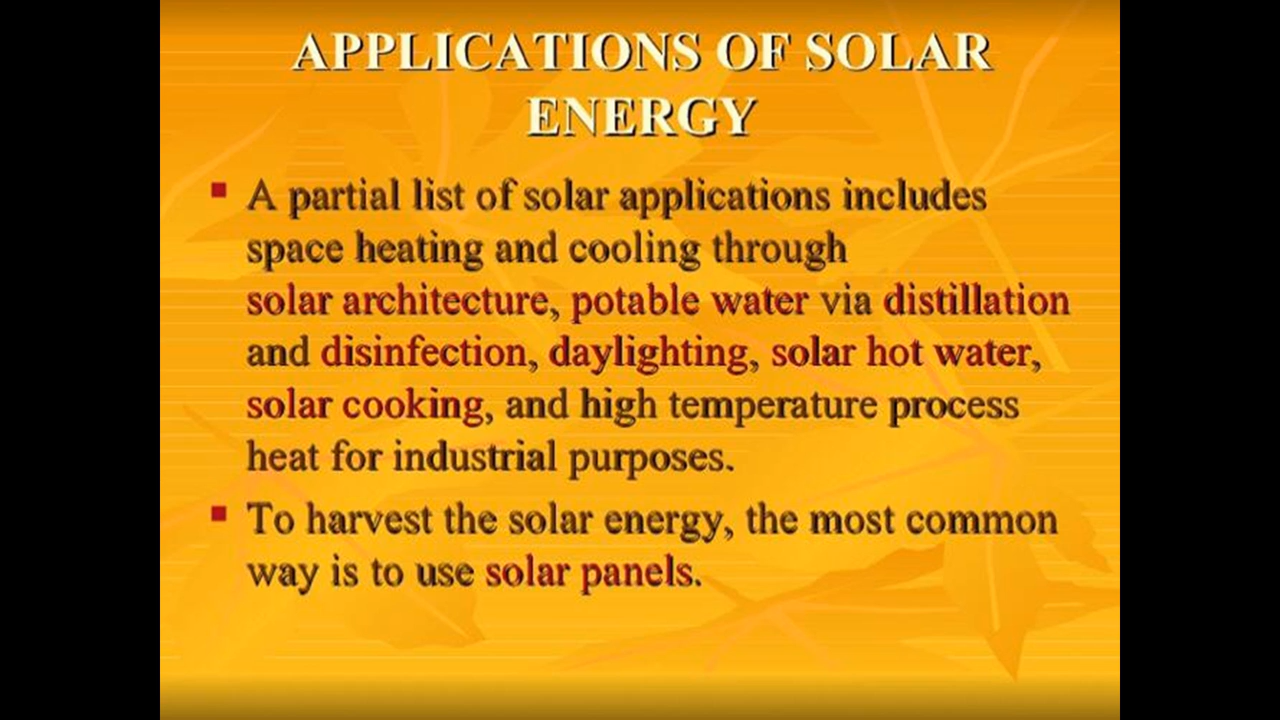 APPLICATIONS OF SOLAR
ENERGY
A partial list of solar applications includes
space heating and cooling through
solar architecture, potable water via distillation
and disinfection, daylighting, solar hot water,
solar cooking, and high temperature process
heat for industrial purposes.
To harvest the solar energy, the most common
way is to use solar panels.